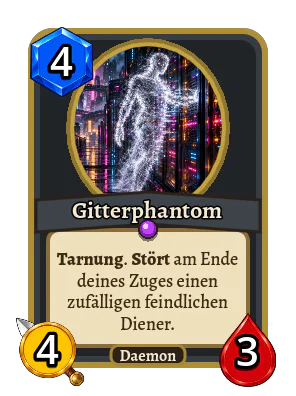 4
Gitterphantom
Tarnung. Stört am Ende
deines Zuges einen
zufälligen feindlichen
Diener.
4
Daemon
3